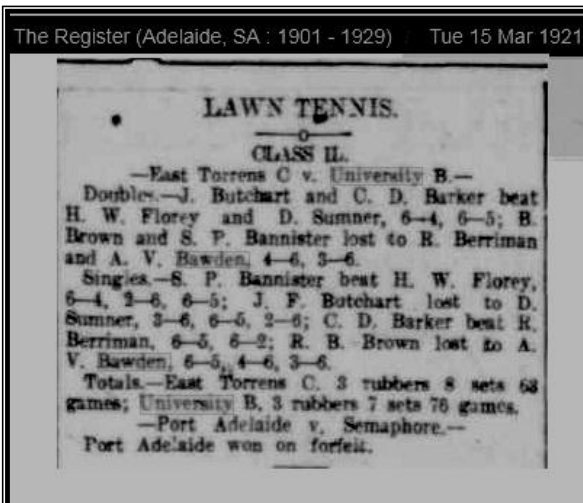 The Register (Adelaide, SA : 1901 - 1929) / Tue 15 Mar 1921
LAWN TENNIS.
CLASS II.
—East Torrens C v. University B.—
Doubles.—J. Butchart and C. D. Barker beat
H. W. Florey and D. Sumner, 6—4, 6—5; B.
Brown and S. P. Bannister lost to R. Berriman
and A. V. Bawden, 4—6, 3—6.
Singles.—S. P. Bannister beat H. W. Florey,
6—4, 2—6, 6—5; J. F. Butchart lost to D.
Sumner, 3—6, 6—5, 2—6; C. D. Barker beat R.
Berriman, 6—5, 6—2; R. B. Brown lost to A.
V. Bawden, 6—5, 4—6, 3—6.
Totals.—East Torrens C. 3 rubbers 8 sets 68
games; University B, 3 rubbers 7 sets 76 games.
—Port Adelaide v. Semaphore.—
Port Adelaide won on forfeit.